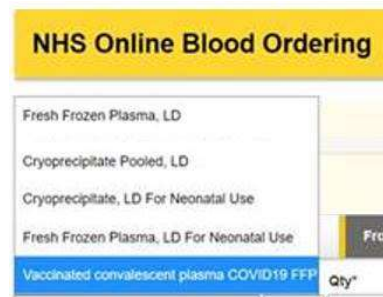 NHS Online Blood Ordering
Fresh Frozen Plasma, LD
Cryoprecipitate Pooled, LD
Cryoprecipitate, LD For Neonatal Use
Fresh Frozen Plasma, LD For Neonatal Use
Fro
Vaccinated convalescent plasma COVID19 FFP
Qty*